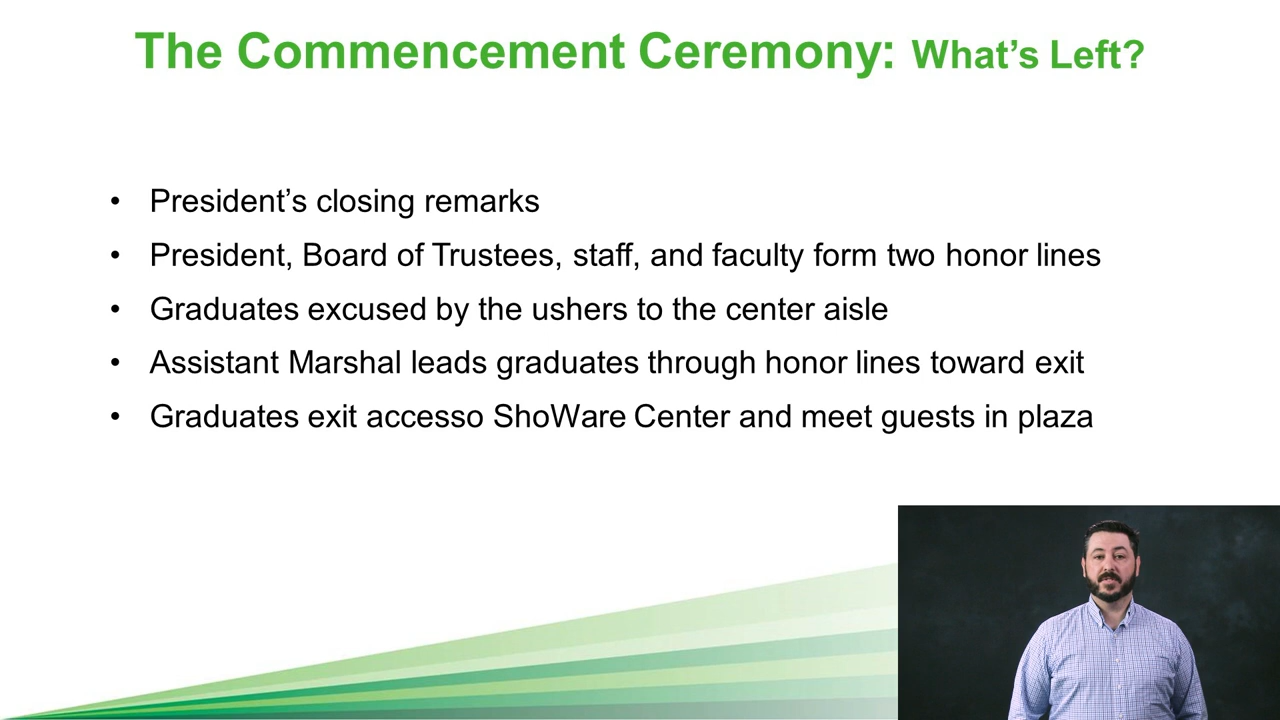 The Commencement Ceremony: What’s Left?
• President’s closing remarks
• President, Board of Trustees, staff, and faculty form two honor lines
• Graduates excused by the ushers to the center aisle
• Assistant Marshal leads graduates through honor lines toward exit
• Graduates exit accesso ShoWare Center and meet guests in plaza